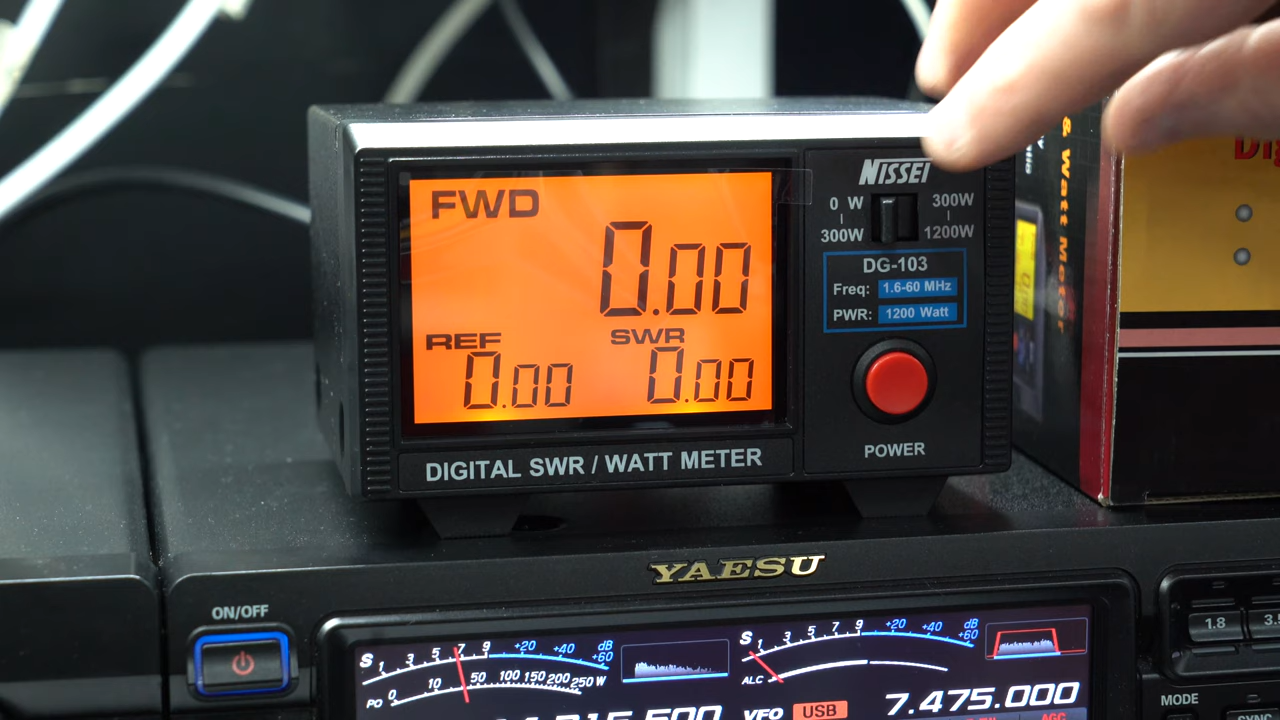 FWD
0.00
REF
0.00
SWR
0.00
DIGITAL SWR / WATT METER
NISSEI
0 W
300W
300W
1200W
DG-103
Freq: 1.6-60 MHz
PWR: 1200 Watt
POWER
& Watt Meter
YAESU
ON/OFF
S 1 3 5 7 9 +20 +40 +60 dB
PO 0 10 50 100 150 200 250 W
S 1 3 5 7 9 +20 +40 +60 dB
ALC
VFO USB 7.475.000
1.8
MODE